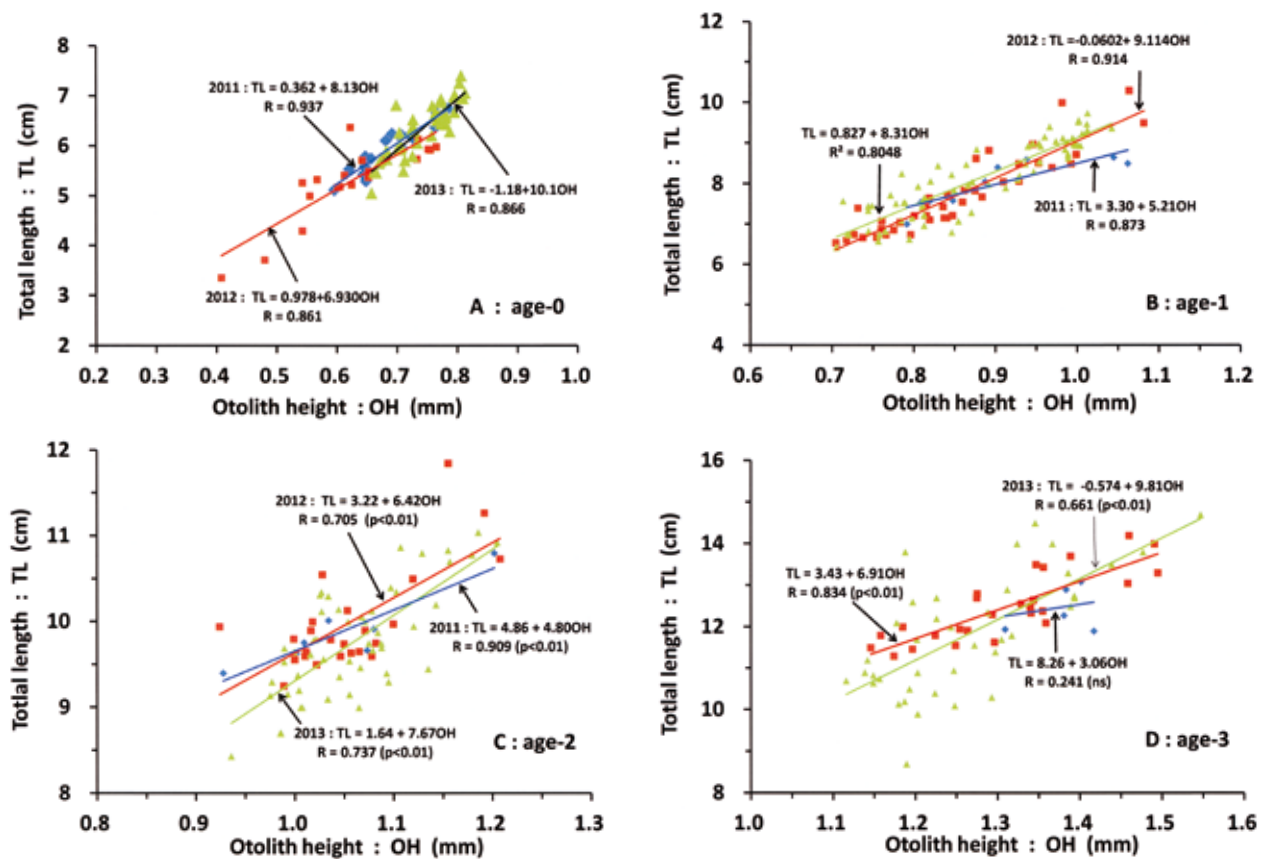 8
7
6
5
4
3
2
0.2 0.3 0.4 0.5 0.6 0.7 0.8 0.9 1.0
Total length : TL (cm)
Otolith height : OH (mm)
2011 : TL = 0.362 + 8.13OH
R = 0.937
2013 : TL = -1.18+10.1OH
R = 0.866
2012 : TL = 0.978+6.930OH
R = 0.861
A : age-0
12
10
8
6
4
0.6 0.7 0.8 0.9 1.0 1.1 1.2
Totlal length : TL (cm)
Otolith height : OH (mm)
2012 : TL =-0.0602+ 9.114OH
R = 0.914
TL = 0.827 + 8.31OH
R² = 0.8048
2011 : TL = 3.30 + 5.21OH
R = 0.873
B : age-1
12
11
10
9
8
0.8 0.9 1.0 1.1 1.2 1.3
Totlal length : TL (cm)
Otolith height : OH (mm)
2012 : TL = 3.22 + 6.42OH
R = 0.705 (p<0.01)
2011 : TL = 4.86 + 4.80OH
R = 0.909 (p<0.01)
2013 : TL = 1.64 + 7.67OH
R = 0.737 (p<0.01)
C : age-2
16
14
12
10
8
1.0 1.1 1.2 1.3 1.4 1.5 1.6
Totlal length : TL (cm)
Otolith height : OH (mm)
2013 : TL = -0.574 + 9.81OH
R = 0.661 (p<0.01)
TL = 3.43 + 6.91OH
R = 0.834 (p<0.01)
TL = 8.26 + 3.06OH
R = 0.241 (ns)
D : age-3